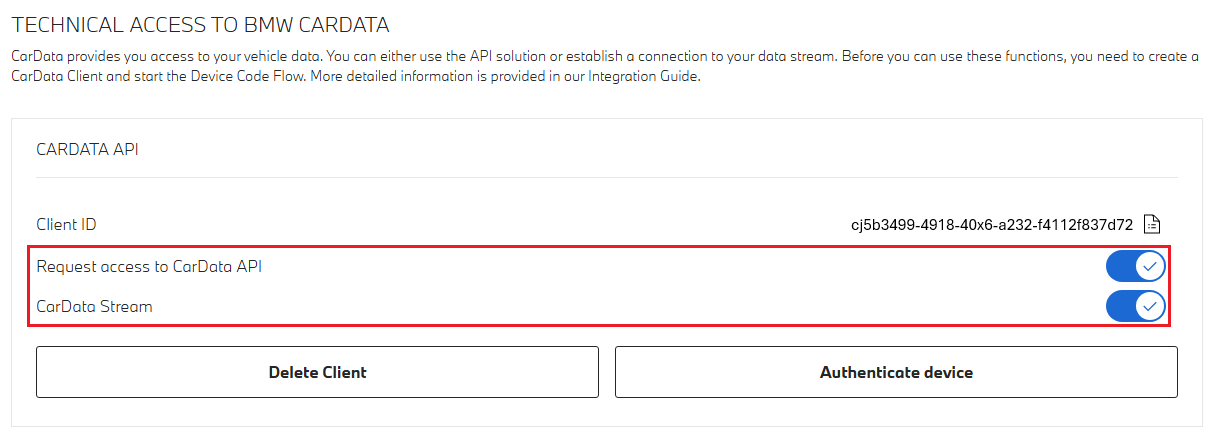 TECHNICAL ACCESS TO BMW CARDATA
CarData provides you access to your vehicle data. You can either use the API solution or establish a connection to your data stream. Before you can use these functions, you need to create a
CarData Client and start the Device Code Flow. More detailed information is provided in our Integration Guide.
CARDATA API
Client ID cj5b3499-4918-40x6-a232-f4112f837d72
Request access to CarData API
CarData Stream
Delete Client Authenticate device